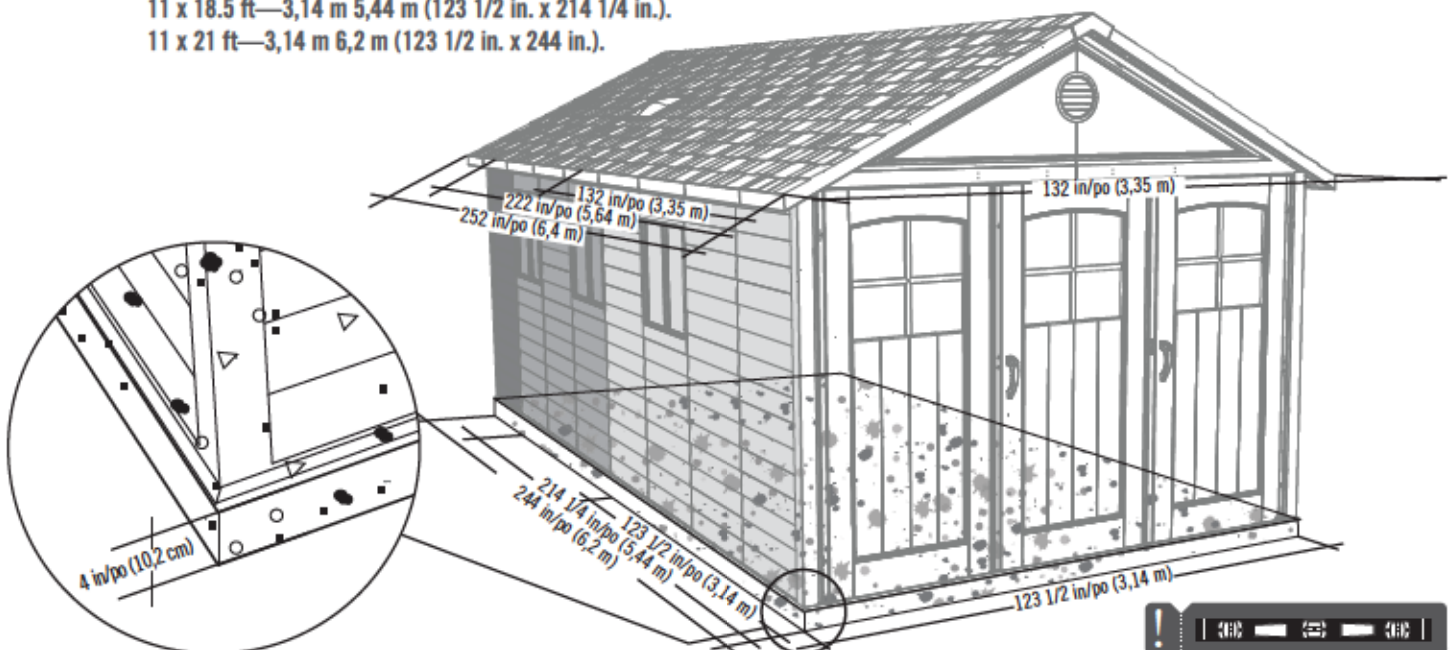 11 x 18.5 ft—3,14 m 5,44 m (123 1/2 in. x 214 1/4 in.).
11 x 21 ft—3,14 m 6,2 m (123 1/2 in. x 244 in.).
132 in/po (3,35 m)
222 in/po (5,64 m)
252 in/po (6,4 m)
132 in/po (3,35 m)
4 in/po (10,2 cm)
214 1/4 in/po (5,44 m)
244 in/po (6,2 m)
123 1/2 in/po (3,14 m)
123 1/2 in/po (3,14 m)
!